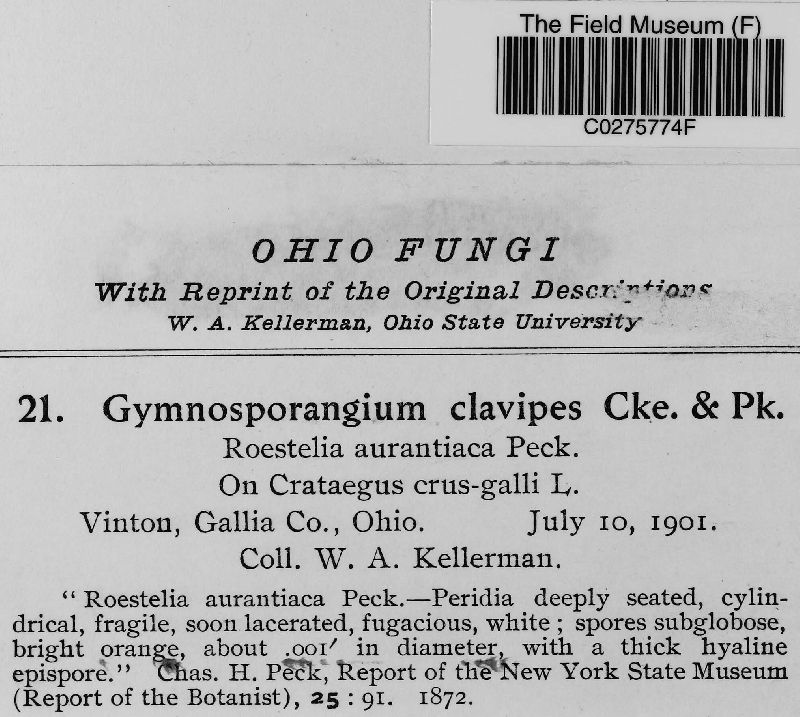 The Field Museum (F)
C0275774F
OHIO FUNGI
With Reprint of the Original Descriptions
W. A. Kellerman, Ohio State University
21. Gymnosporangium clavipes Cke. & Pk.
Roestelia aurantiaca Peck.
On Crataegus crus-galli L.
Vinton, Gallia Co., Ohio. July 10, 1901.
Coll. W. A. Kellerman.
“ Roestelia aurantiaca Peck.—Peridia deeply seated, cylin-
drical, fragile, soon lacerated, fugacious, white ; spores subglobose,
bright orange, about .001′ in diameter, with a thick hyaline
epispore.” Chas. H. Peck, Report of the New York State Museum
(Report of the Botanist), 25 : 91. 1872.